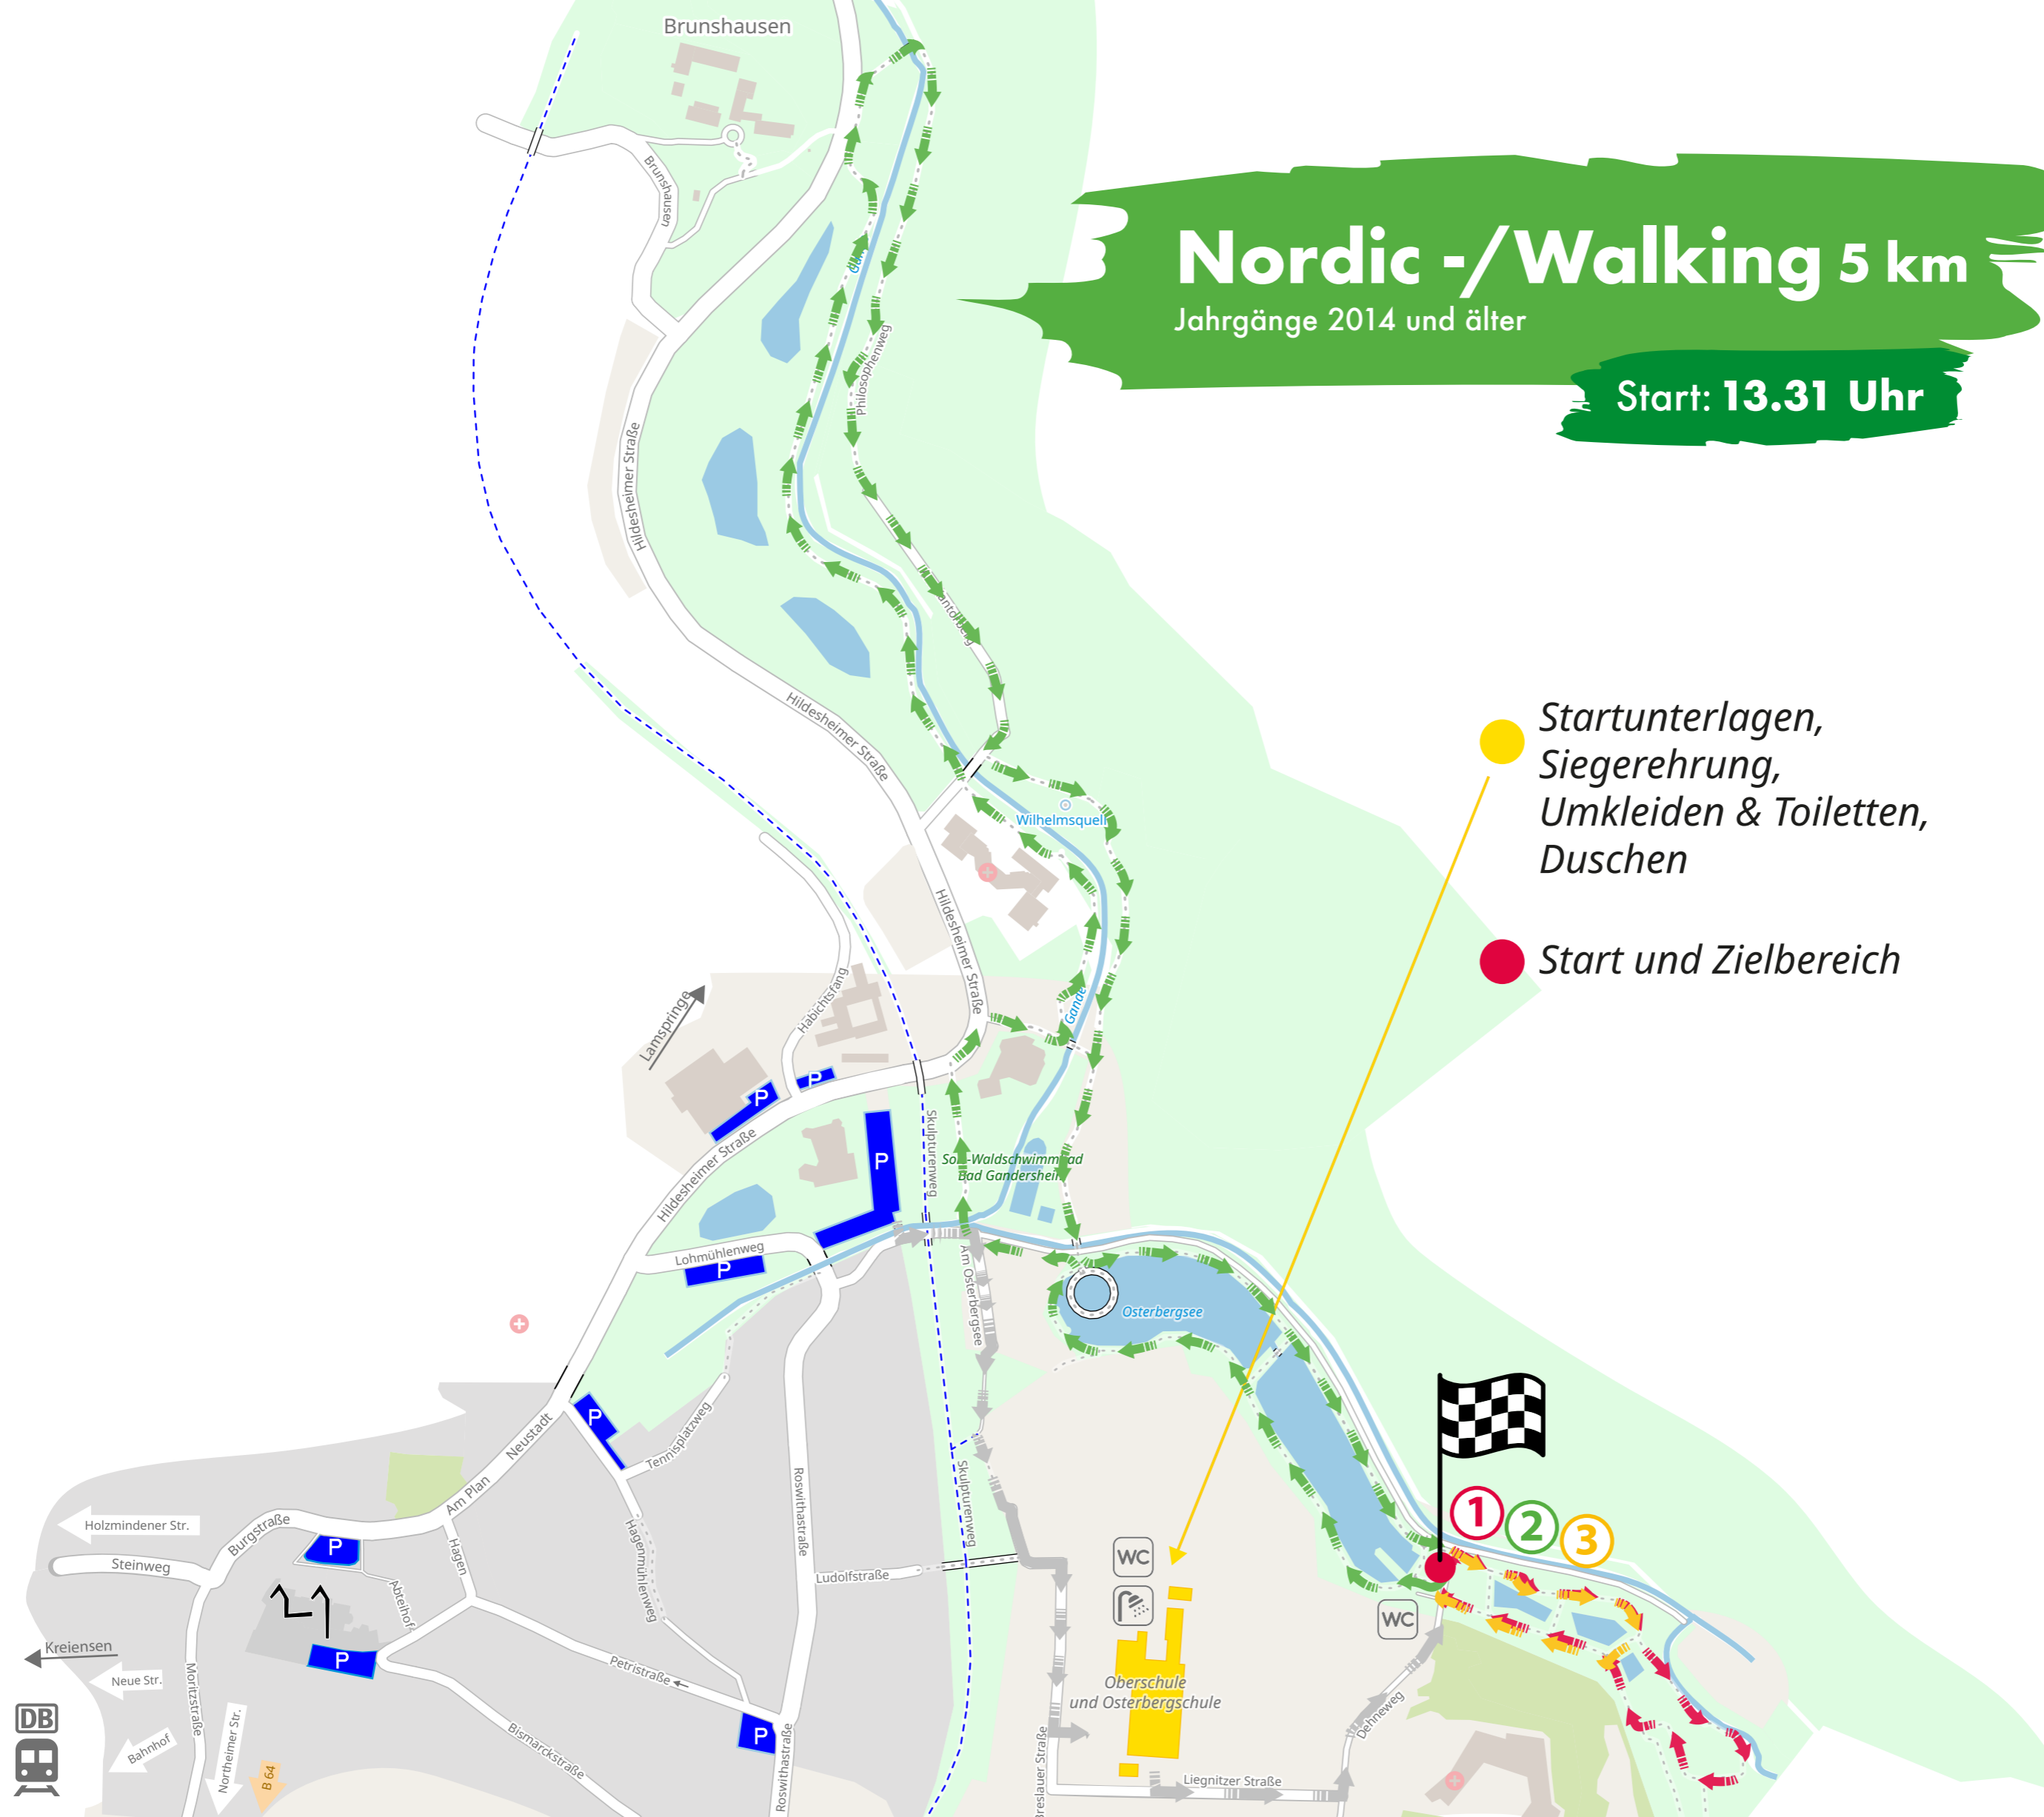 Brunshausen
Brunshausen
Nordic -/Walking 5 km
Jahrgänge 2014 und älter
Start: 13.31 Uhr
Philosophenweg
Hildesheimer Straße
Hildesheimer Straße
Startunterlagen,
Siegerehrung,
Umkleiden & Toiletten,
Duschen
Wilhelmsquell
Start und Zielbereich
Hildesheimer Straße
Habichtsfang
Gande
Lamspringe
P
P
Hildesheimer Straße
P
Skulpturenweg
Bad Gandersheim
Lohmühlenweg
P
Am Osterbergsee
Osterbergsee
P
Neustadt
Tennisplatzweg
Am Plan
Roswithastraße
Skulpturenweg
Holzmindener Str.
Burgstraße
P
Steinweg
Hagen
Abteihof
Hagenmühlenweg
Ludolfstraße
WC
1
2
3
WC
Kreiensen
P
Neue Str.
Moritzstraße
Petristraße
Oberschule
und Osterbergschule
DB
Bahnhof
Northeimer Str.
B 64
Bismarckstraße
P
Roswithastraße
Breslauer Straße
Liegnitzer Straße
Dehneweg